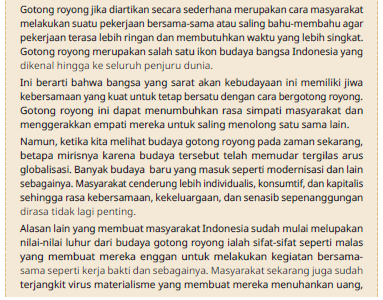 Gotong royong jika diartikan secara sederhana merupakan cara masyarakat
melakukan suatu pekerjaan bersama-sama atau saling bahu-membahu agar
pekerjaan terasa lebih ringan dan membutuhkan waktu yang lebih singkat.
Gotong royong merupakan salah satu ikon budaya bangsa Indonesia yang
dikenal hingga ke seluruh penjuru dunia.
Ini berarti bahwa bangsa yang sarat akan kebudayaan ini memiliki jiwa
kebersamaan yang kuat untuk tetap bersatu dengan cara bergotong royong.
Gotong royong ini dapat menumbuhkan rasa simpati masyarakat dan
menggerakkan empati mereka untuk saling menolong satu sama lain.
Namun, ketika kita melihat budaya gotong royong pada zaman sekarang,
betapa mirisnya karena budaya tersebut telah memudar tergilas arus
globalisasi. Banyak budaya baru yang masuk seperti modernisasi dan lain
sebagainya. Masyarakat cenderung lebih individualis, konsumtif, dan kapitalis
sehingga rasa kebersamaan, kekeluargaan, dan senasib sepenanggungan
dirasa tidak lagi penting.
Alasan lain yang membuat masyarakat Indonesia sudah mulai melupakan
nilai-nilai luhur dari budaya gotong royong ialah sifat-sifat seperti malas
yang membuat mereka enggan untuk melakukan kegiatan bersama-
sama seperti kerja bakti dan sebagainya. Masyarakat sekarang juga sudah
terjangkit virus materialisme yang membuat mereka menuhankan uang,